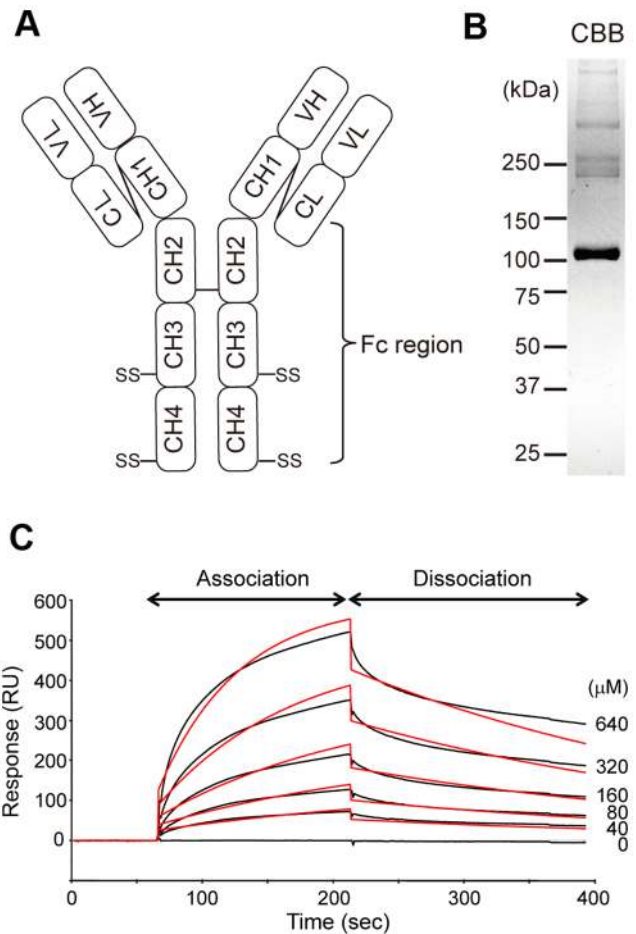 A
VH
VL
CH1
CL
VH
VL
CH1
CL
CH2
CH2
CH3
CH3
SS
SS
Fc region
CH4
CH4
SS
SS
B
CBB
(kDa)
250
150
100
75
50
37
25
C
Association
Dissociation
600
500
400
300
200
100
0
Response (RU)
(μM)
640
320
160
80
40
0
0
100
200
300
400
Time (sec)